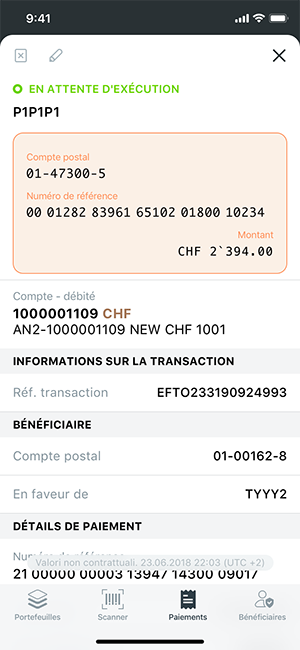 9:41
EN ATTENTE D'EXÉCUTION
P1P1P1
Compte postal
01-47300-5
Numéro de référence
00 01282 83961 65102 01800 10234
Montant
CHF 2`394.00
Compte - débité
1000001109 CHF
AN2-1000001109 NEW CHF 1001
INFORMATIONS SUR LA TRANSACTION
Réf. transaction EFTO233190924993
BÉNÉFICIAIRE
Compte postal 01-00162-8
En faveur de TYYY2
DÉTAILS DE PAIEMENT
Numéro de référence
Valori non contrattuali. 23.06.2018 22:03 (UTC +2)
21 00000 00003 13947 14300 09017
Portefeuilles Scanner Paiements Bénéficiaires